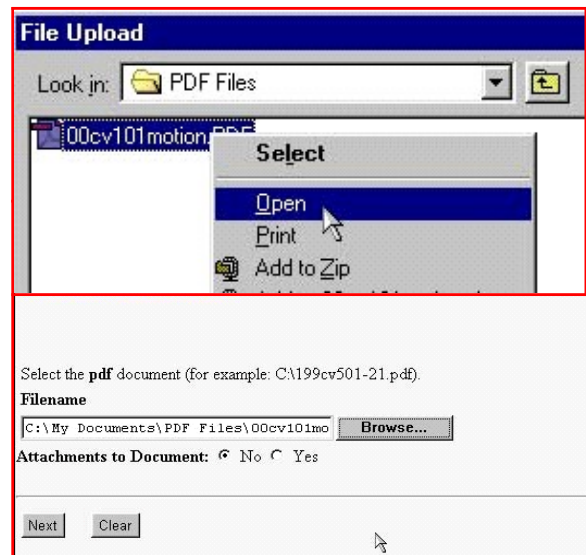 File Upload
Look in: PDF Files
00cv101motion.PDF
Select
Open
Print
Add to Zip
Select the pdf document (for example: C:\199cv501-21.pdf).
Filename
C:\My Documents\PDF Files\00cv101mo Browse...
Attachments to Document: No Yes
Next Clear